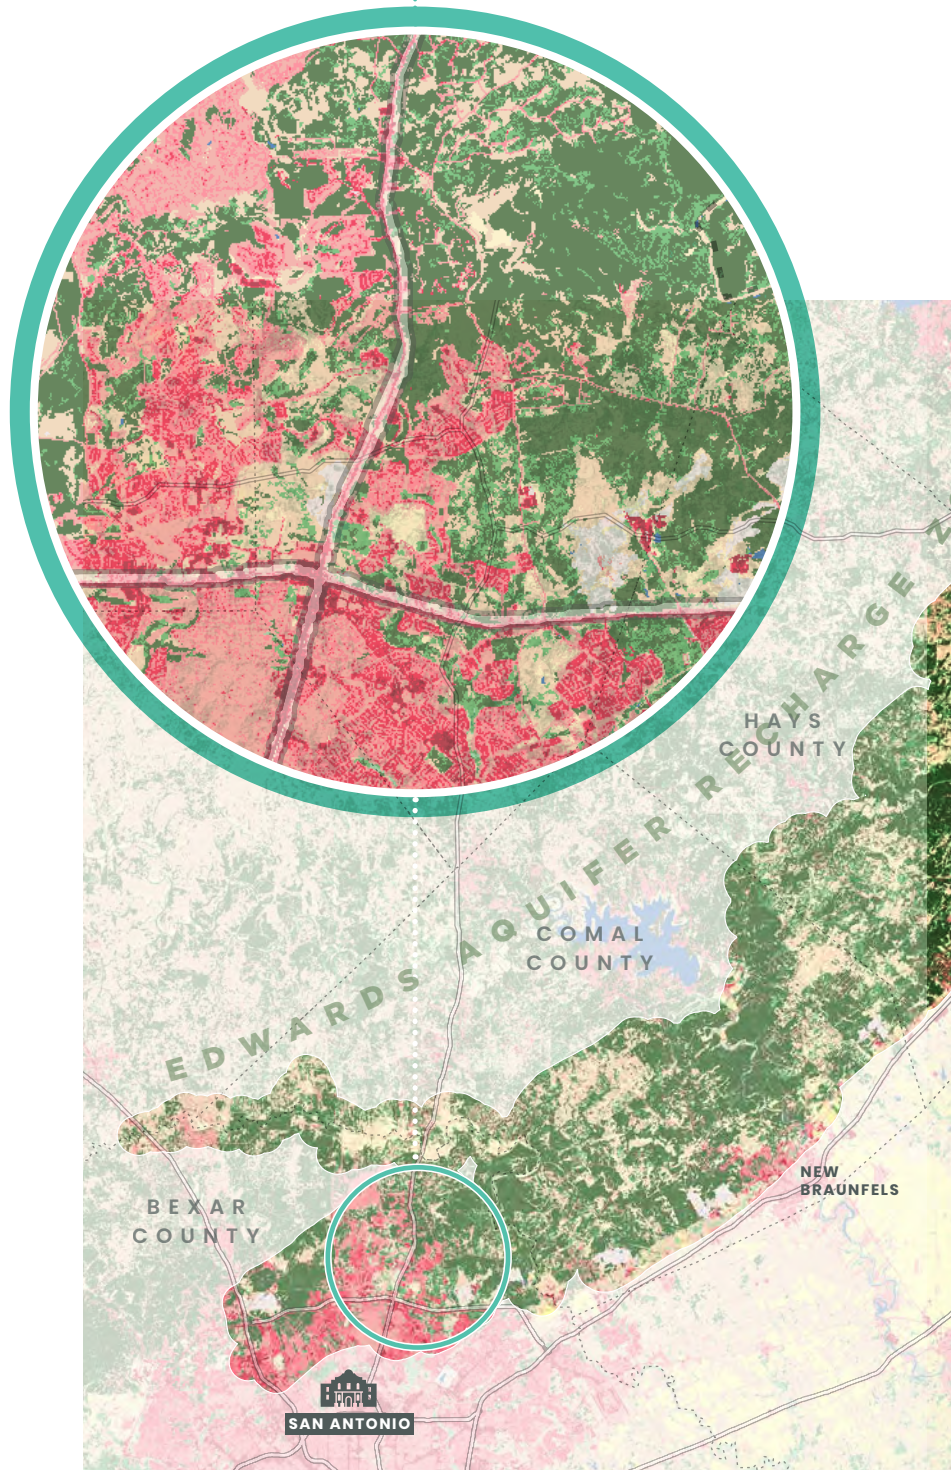 HAYS
COUNTY
EDWARDS AQUIFER RECHARGE Z
COMAL
COUNTY
NEW
BRAUNFELS
BEXAR
COUNTY
SAN ANTONIO